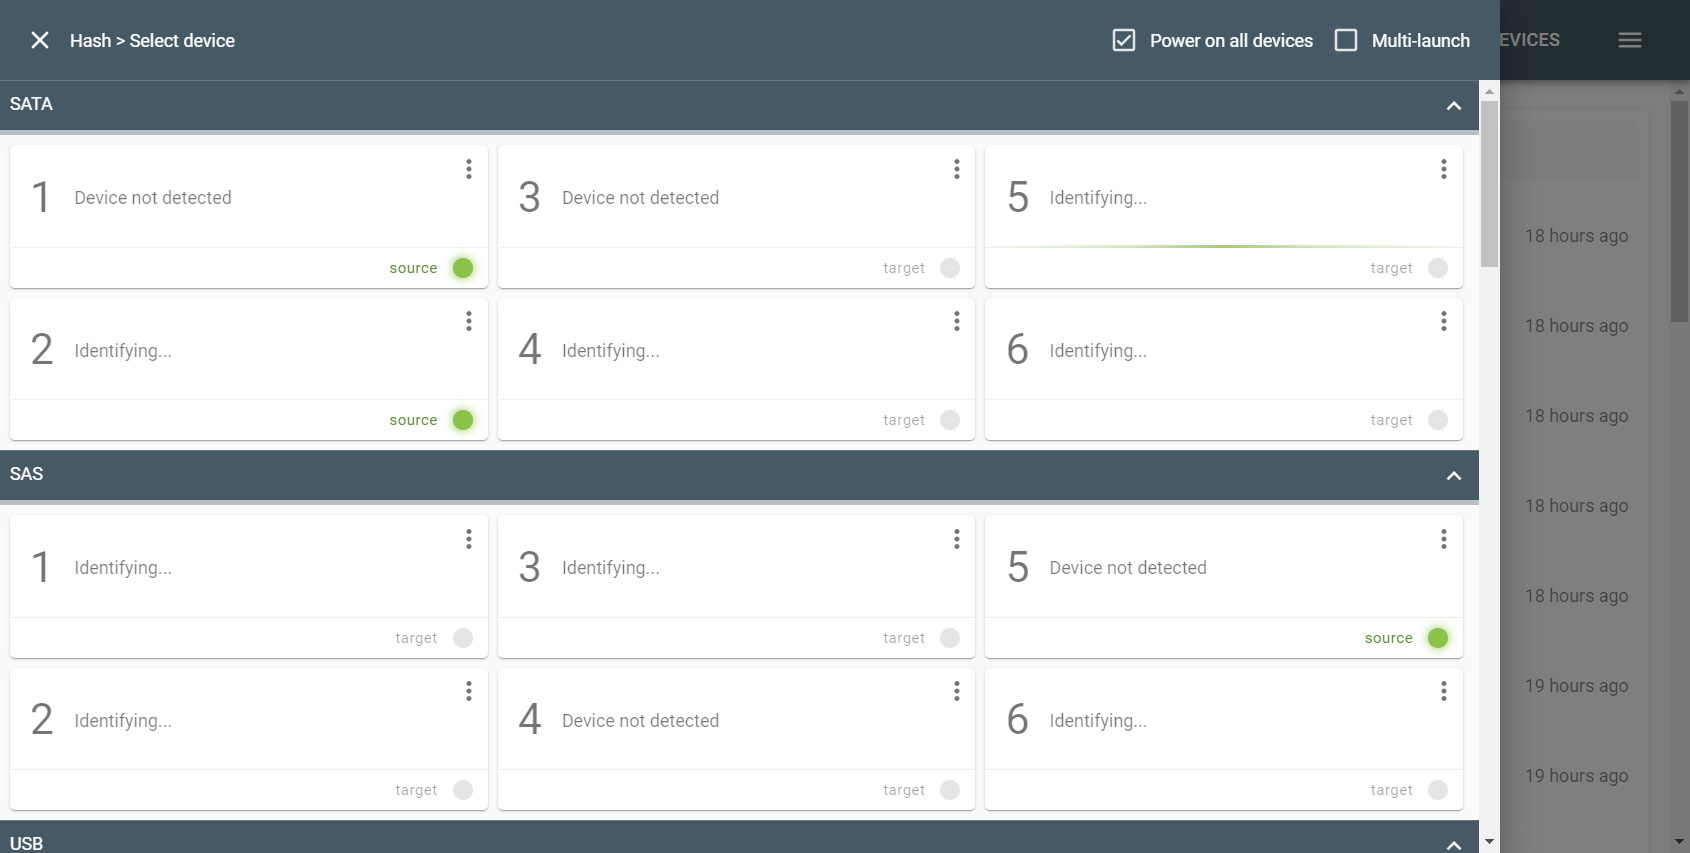 Hash > Select device
Power on all devices
Multi-launch
EVICES
SATA
1 Device not detected
source
3 Device not detected
target
5 Identifying...
target
2 Identifying...
source
4 Identifying...
target
6 Identifying...
target
SAS
1 Identifying...
target
3 Identifying...
target
5 Device not detected
source
2 Identifying...
target
4 Device not detected
target
6 Identifying...
target
USB
18 hours ago
18 hours ago
18 hours ago
18 hours ago
18 hours ago
19 hours ago
19 hours ago